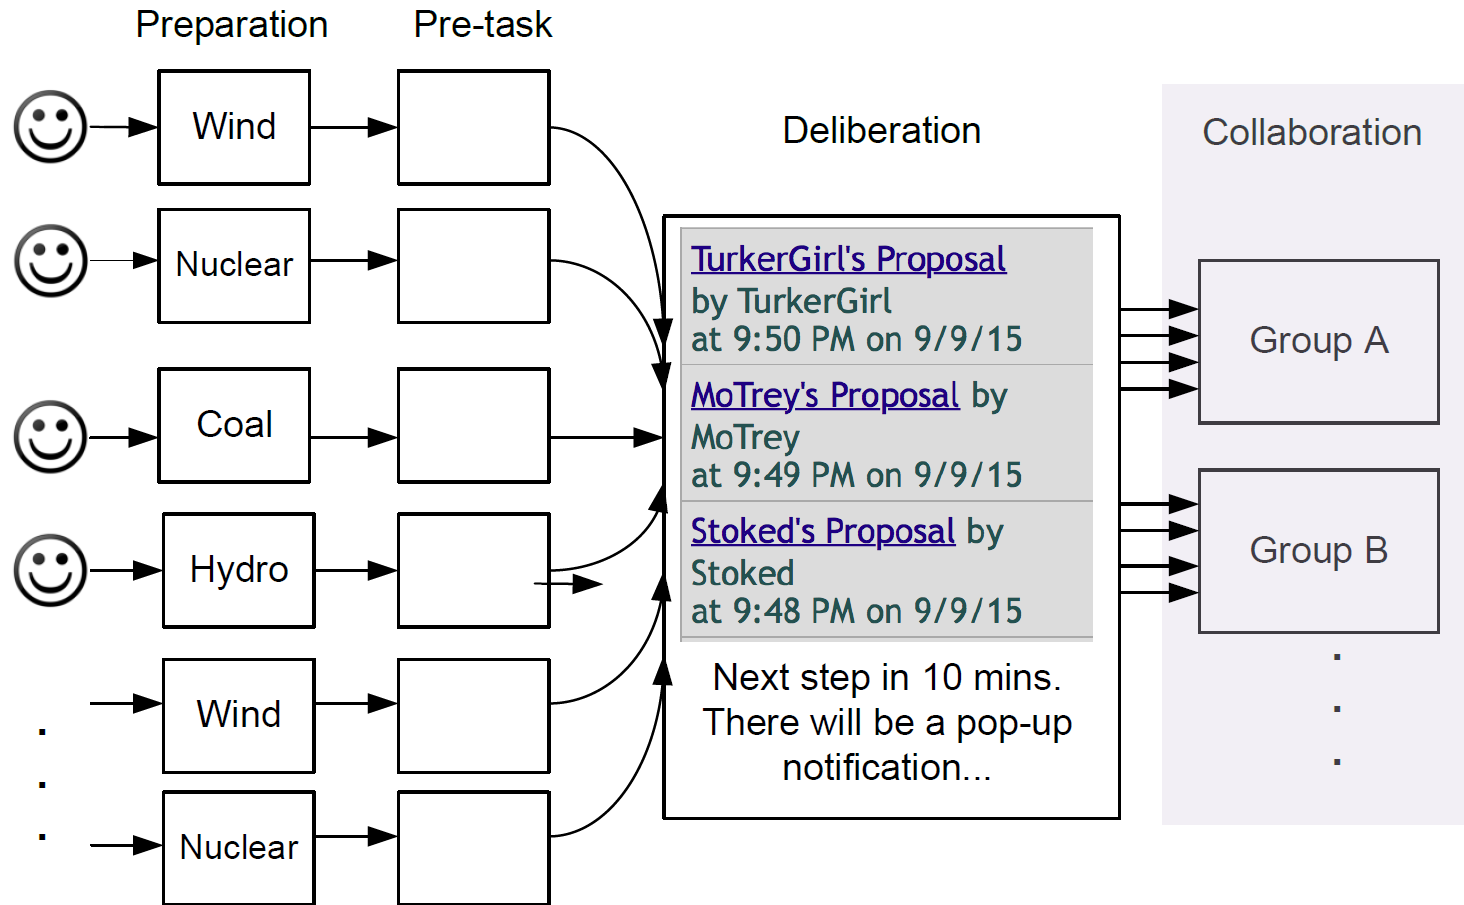 Preparation
Pre-task
Wind
Nuclear
Coal
Hydro
Wind
Nuclear
Deliberation
TurkerGirl's Proposal
by TurkerGirl
at 9:50 PM on 9/9/15
MoTrey's Proposal by
MoTrey
at 9:49 PM on 9/9/15
Stoked's Proposal by
Stoked
at 9:48 PM on 9/9/15
Next step in 10 mins.
There will be a pop-up
notification...
Collaboration
Group A
Group B